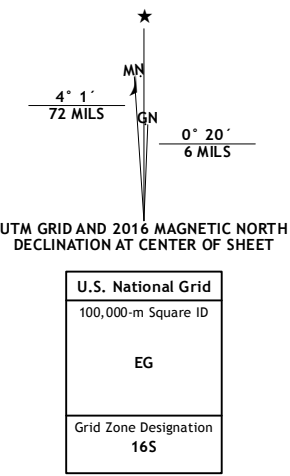 MN
4° 1´
72 MILS
GN
0° 20´
6 MILS
UTM GRID AND 2016 MAGNETIC NORTH
DECLINATION AT CENTER OF SHEET
U.S. National Grid
100,000-m Square ID
EG
Grid Zone Designation
16S